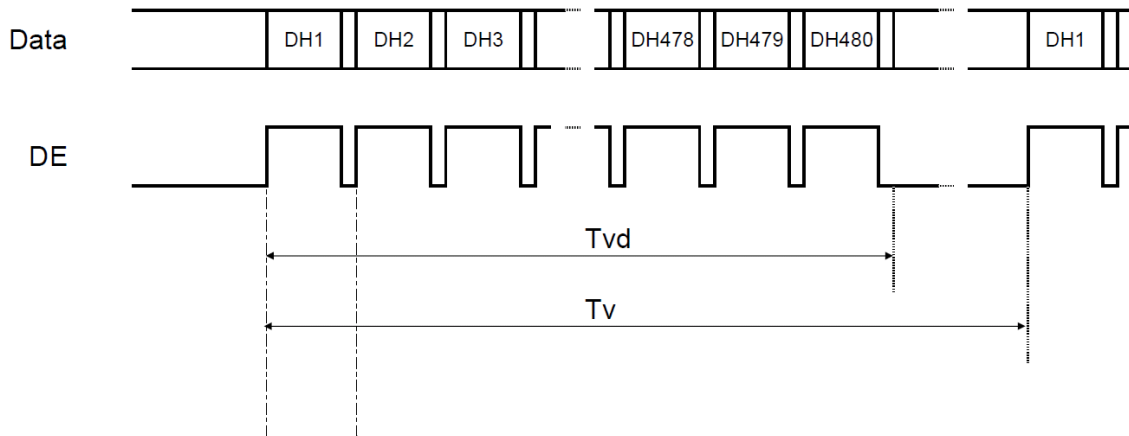 Data
DH1 DH2 DH3 DH478 DH479 DH480 DH1
DE
Tvd
Tv